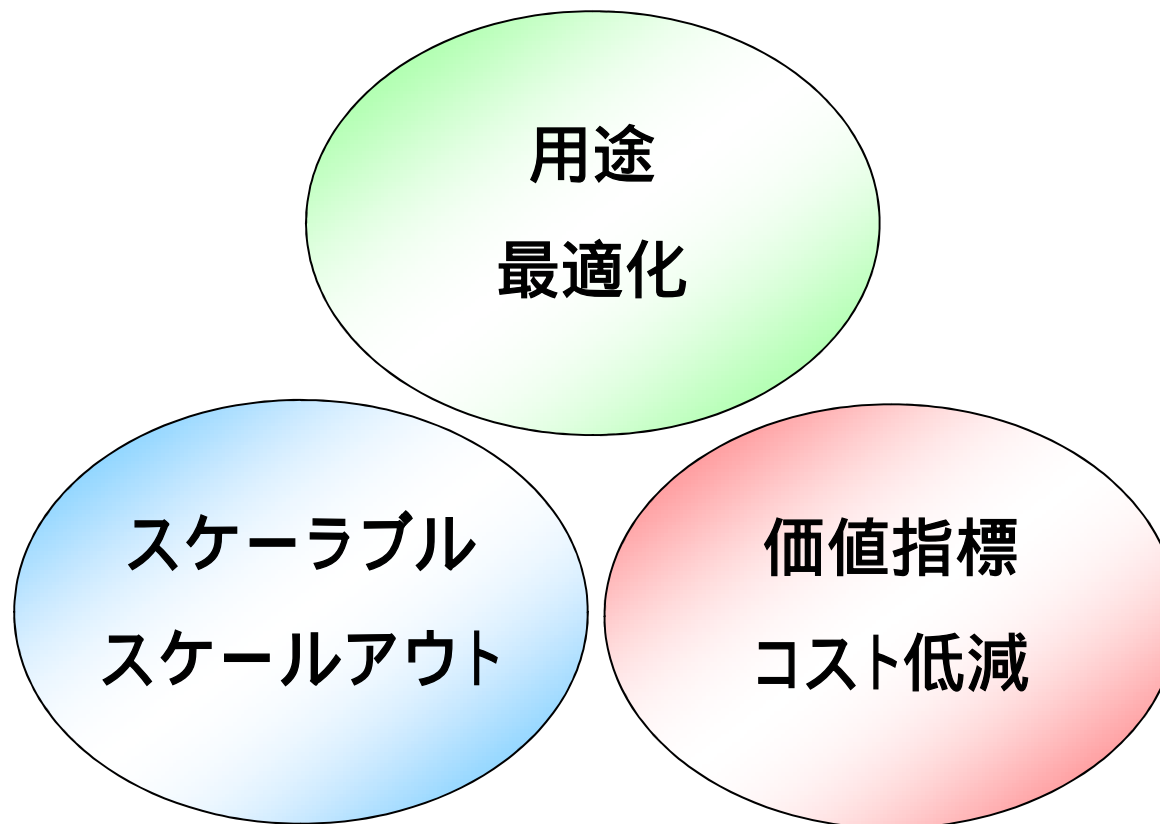 用途
最適化
スケーラブル
スケールアウト
価値指標
コスト低減